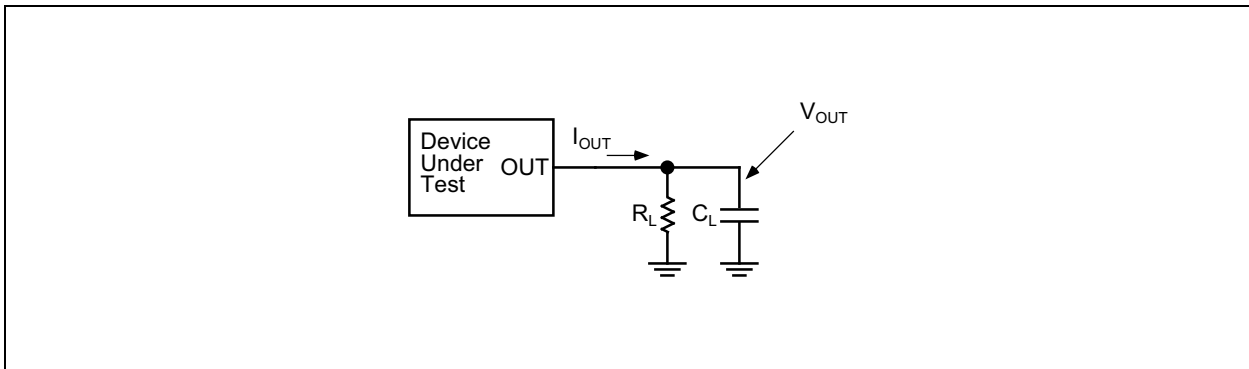 Device
Under
Test
OUT
I_OUT
V_OUT
R_L
C_L